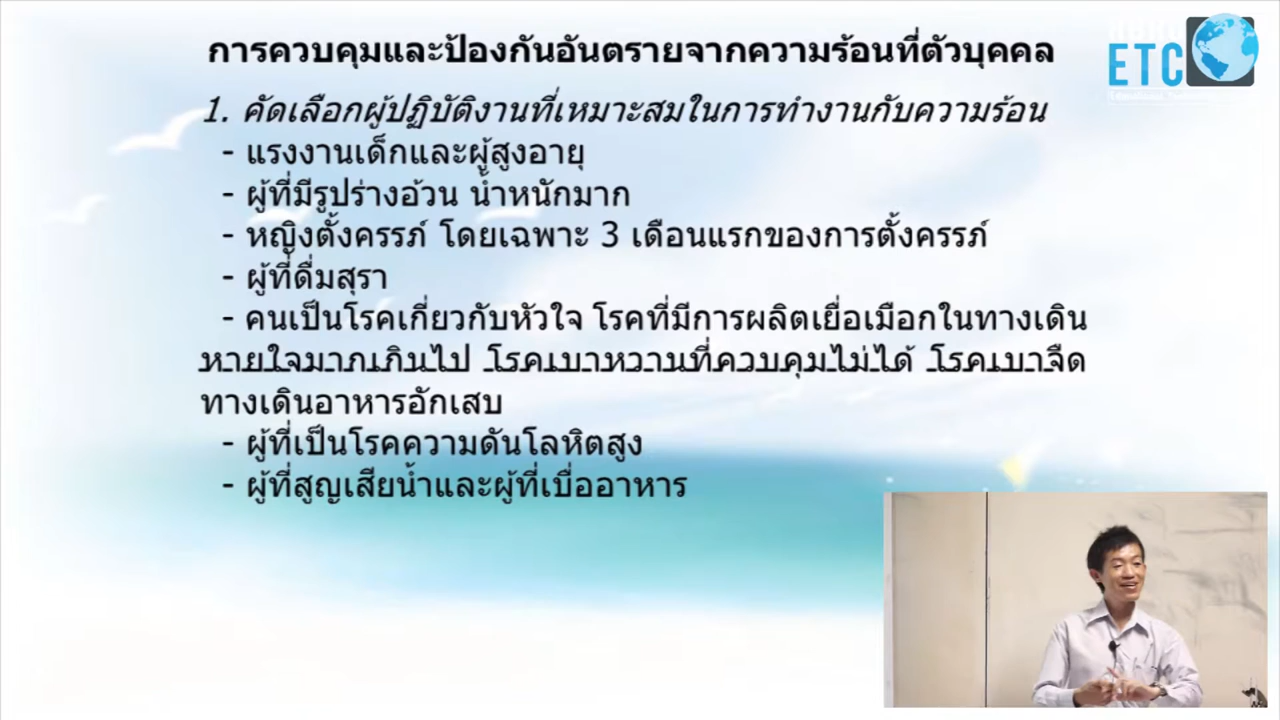 การควบคุมและป้องกันอันตรายจากความร้อนที่ตัวบุคคล
ETC
1. คัดเลือกผู้ปฏิบัติงานที่เหมาะสมในการทำงานกับความร้อน
- แรงงานเด็กและผู้สูงอายุ
- ผู้ที่มีรูปร่างอ้วน น้ำหนักมาก
- หญิงตั้งครรภ์ โดยเฉพาะ 3 เดือนแรกของการตั้งครรภ์
- ผู้ที่ดื่มสุรา
- คนเป็นโรคเกี่ยวกับหัวใจ โรคที่มีการผลิตเยื่อเมือกในทางเดิน
หายใจมากเกินไป โรคเบาหวานที่ควบคุมไม่ได้ โรคเบาจืด
ทางเดินอาหารอักเสบ
- ผู้ที่เป็นโรคความดันโลหิตสูง
- ผู้ที่สูญเสียน้ำและผู้ที่เบื่ออาหาร